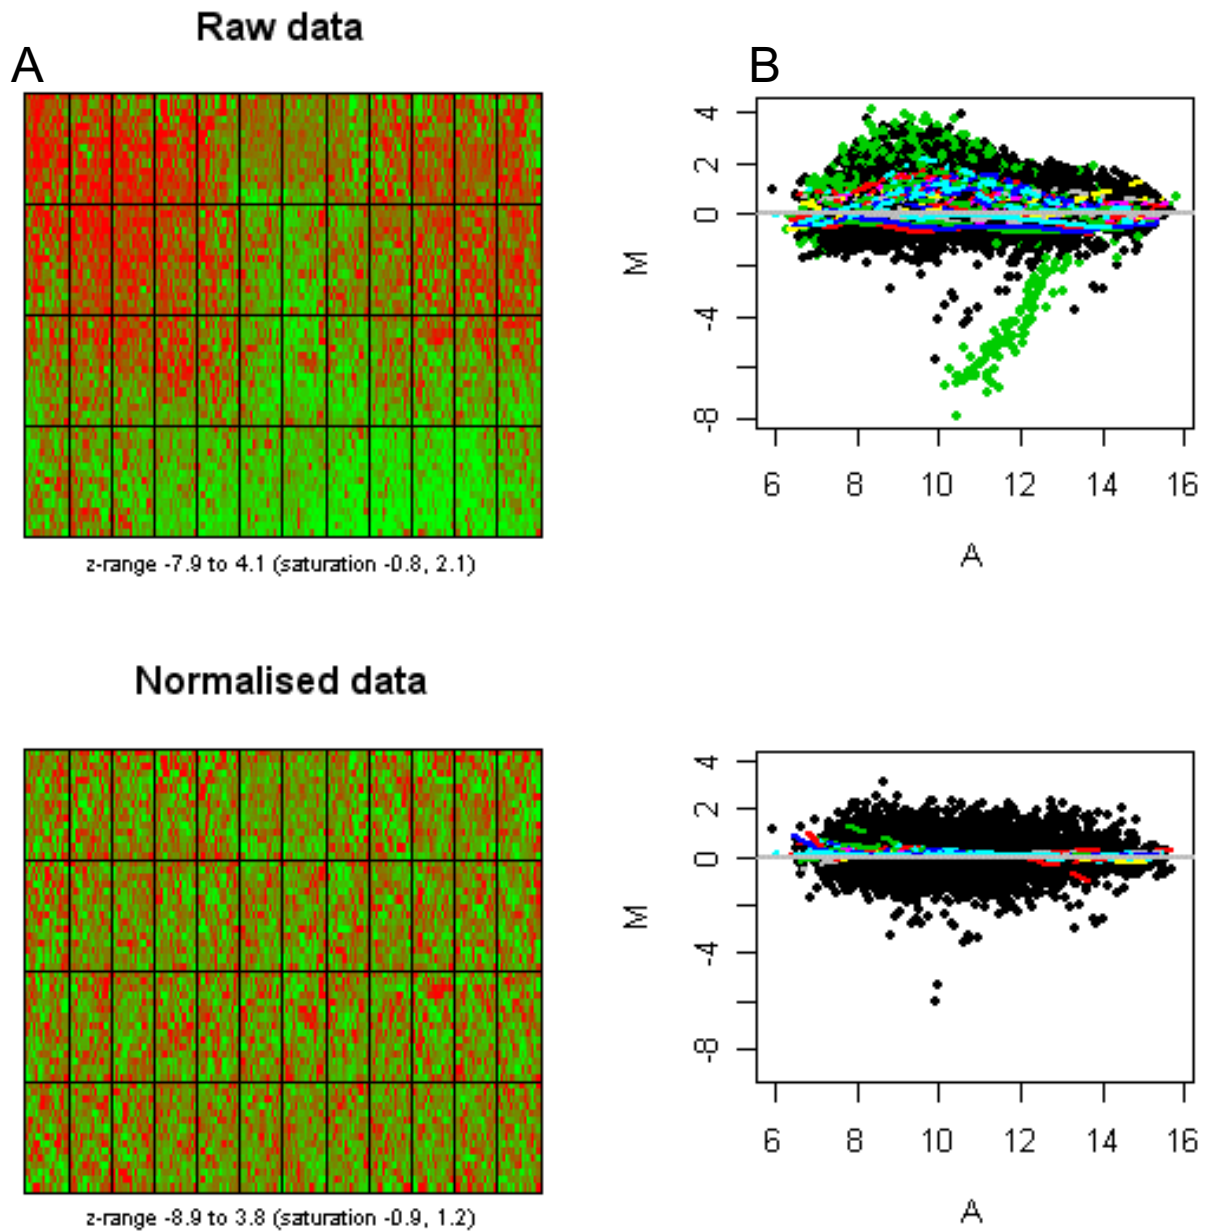 Raw data
A
B
4
2
0
-4
-8
M
6 8 10 12 14 16
A
z-range -7.9 to 4.1 (saturation -0.8, 2.1)
Normalised data
4
2
0
-4
-8
M
6 8 10 12 14 16
A
z-range -8.9 to 3.8 (saturation -0.9, 1.2)